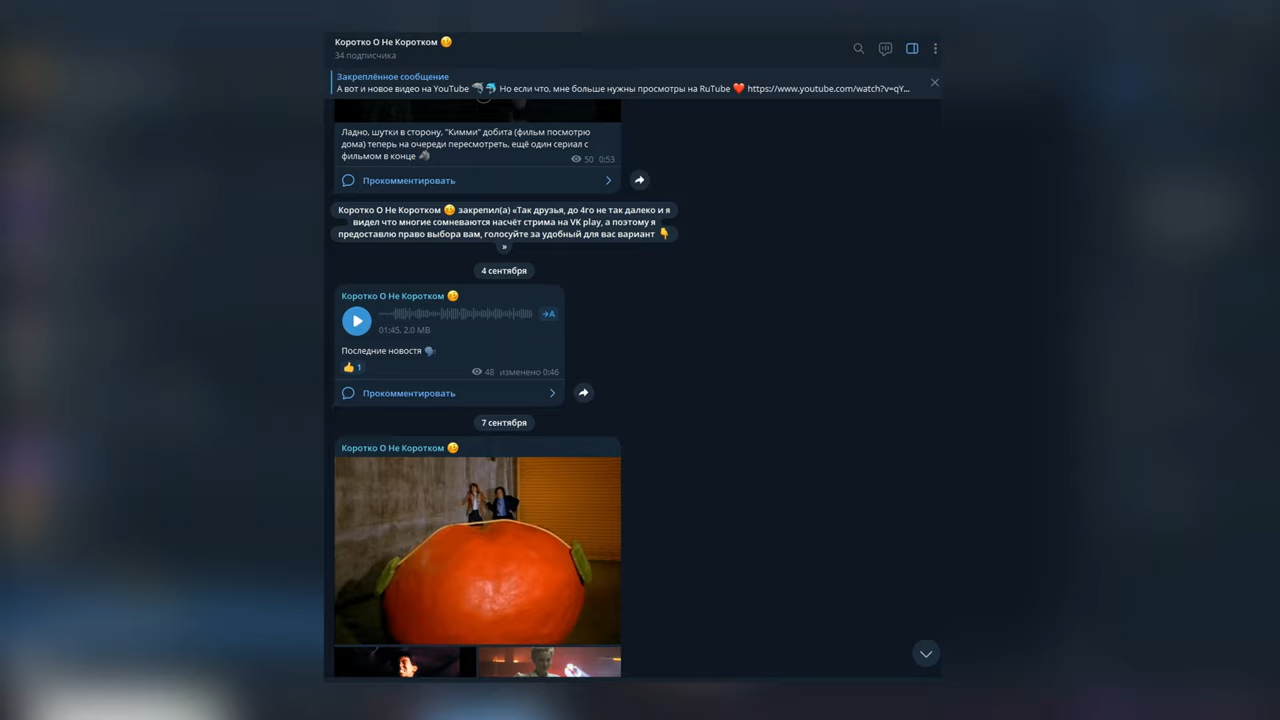 Коротко О Не Коротком 🤕
34 подписчика
Закреплённое сообщение
А вот и новое видео на YouTube 🦈🐬 Но если что, мне больше нужны просмотры на RuTube ❤️ https://www.youtube.com/watch?v=qY...
Ладно, шутки в сторону, "Кимми" добита (фильм посмотрю
дома) теперь на очереди пересмотреть, ещё один сериал с
фильмом в конце 🦓
50 0:53
Прокомментировать
Коротко О Не Коротком 🤕 закрепил(а) «Так друзья, до 4го не так далеко и я
видел что многие сомневаются насчёт стрима на VK play, а поэтому я
предоставлю право выбора вам, голосуйте за удобный для вас вариант 👇
»
4 сентября
Коротко О Не Коротком 🤕
→A
01:45, 2.0 MB
Последние новостя 🗣
👍 1
48 изменено 0:46
Прокомментировать
7 сентября
Коротко О Не Коротком 🤕